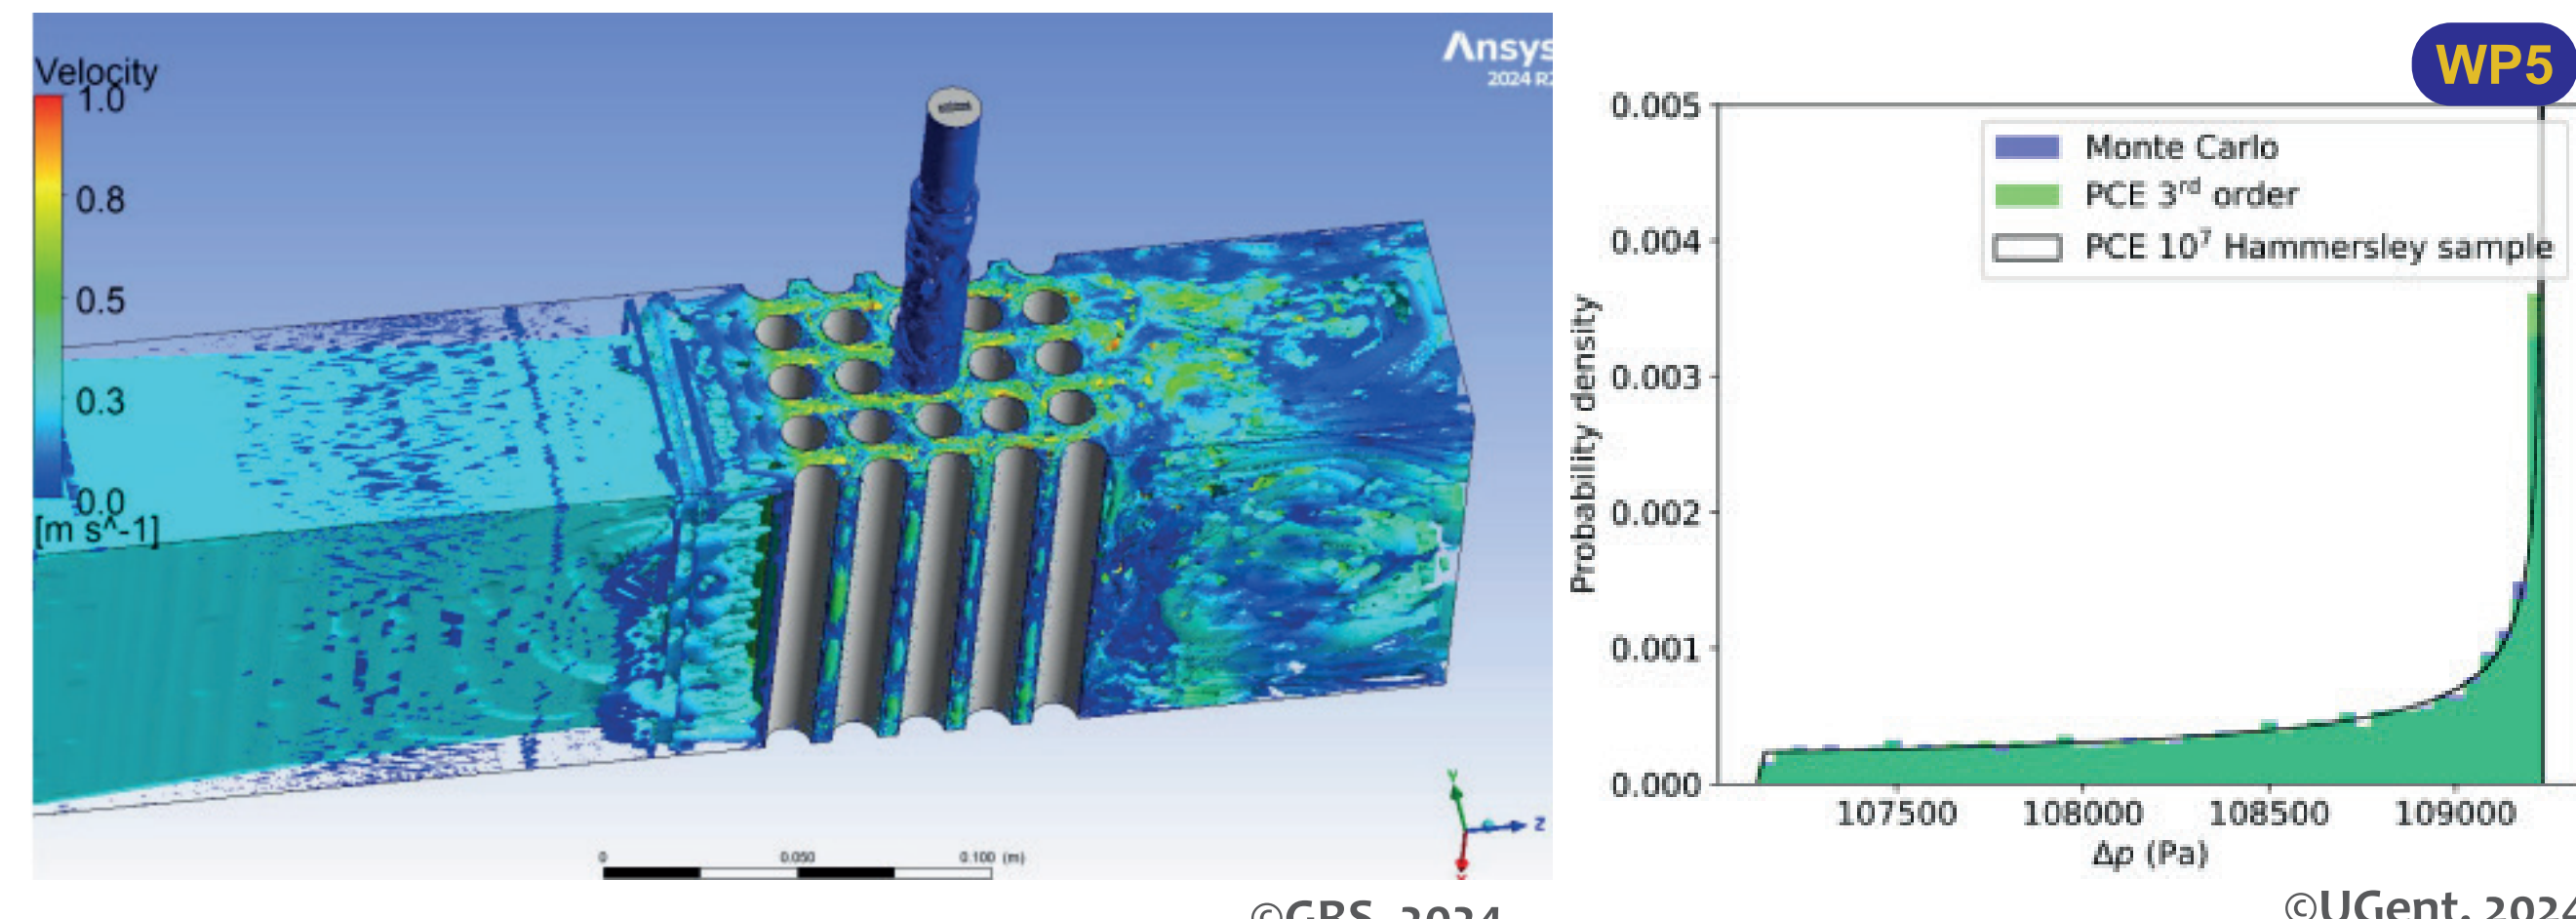 Velocity
1.0
0.8
0.5
0.3
0.0
[m s^-1]
Ansys
2024 R2
0 0.050 0.100 (m)
Y
Z
X
©GRS, 2024
WP5
0.005
0.004
0.003
0.002
0.001
0.000
Probability density
Monte Carlo
PCE 3rd order
PCE 10⁷ Hammersley sample
107500 108000 108500 109000
Δp (Pa)
©UGent, 2024